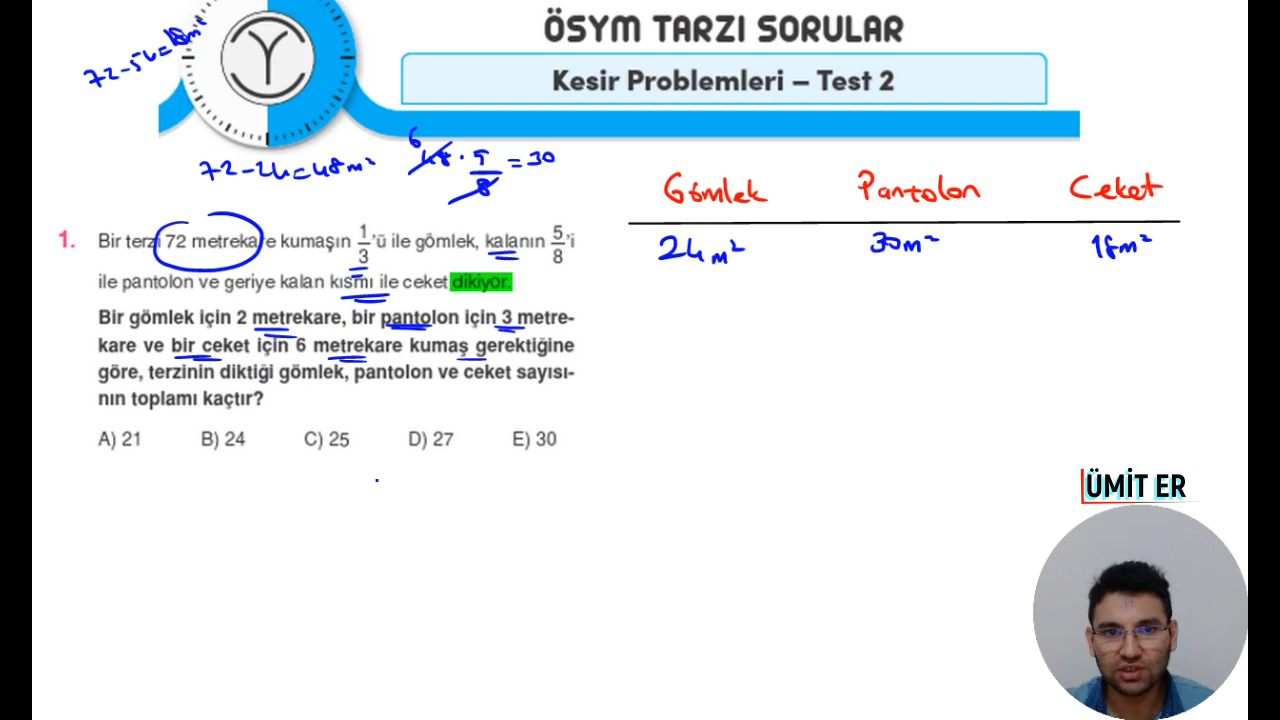 ÖSYM TARZI SORULAR
Kesir Problemleri – Test 2
72-54=18m²
72-24=48m²
6
48 · 5/8 = 30
Gömlek Pantolon Ceket
24m² 30m² 18m²
1. Bir terzi 72 metrekare kumaşın 1/3'ü ile gömlek, kalanın 5/8'i
ile pantolon ve geriye kalan kısmı ile ceket dikiyor.
Bir gömlek için 2 metrekare, bir pantolon için 3 metre-
kare ve bir ceket için 6 metrekare kumaş gerektiğine
göre, terzinin diktiği gömlek, pantolon ve ceket sayısı-
nın toplamı kaçtır?
A) 21 B) 24 C) 25 D) 27 E) 30
ÜMİT ER